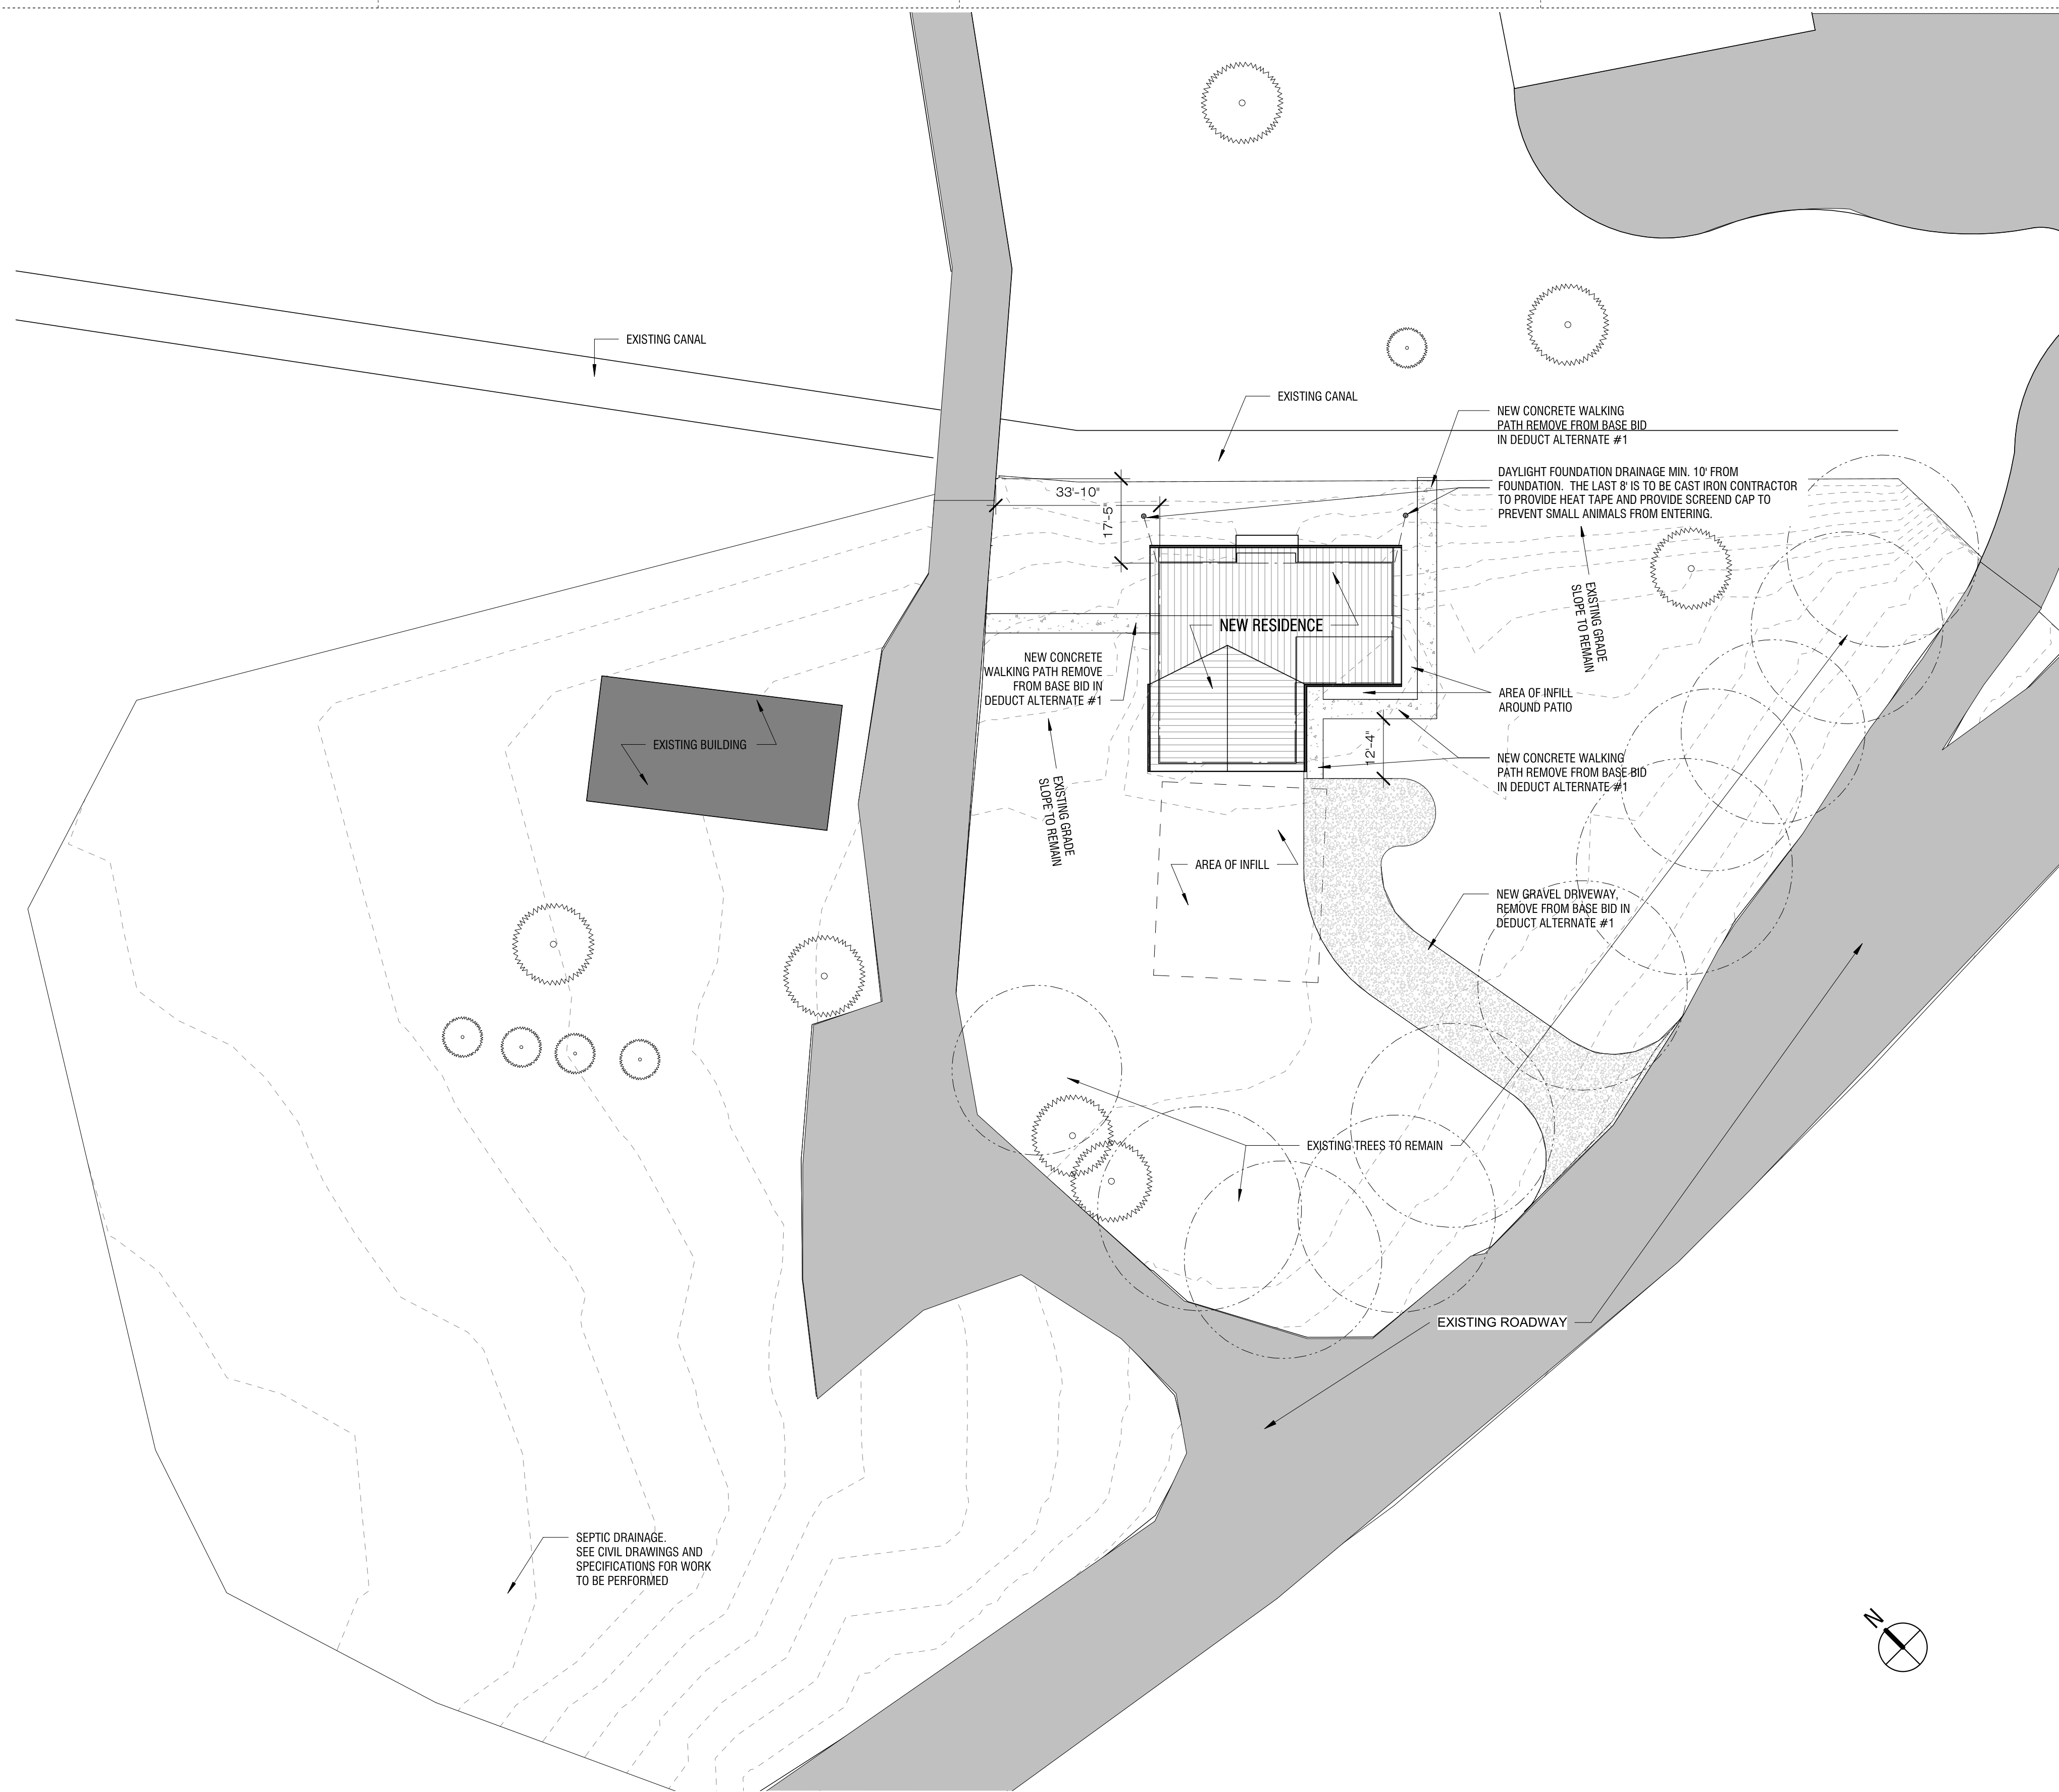 EXISTING CANAL
EXISTING CANAL
NEW CONCRETE WALKING
PATH REMOVE FROM BASE BID
IN DEDUCT ALTERNATE #1
DAYLIGHT FOUNDATION DRAINAGE MIN. 10' FROM
FOUNDATION. THE LAST 8' IS TO BE CAST IRON CONTRACTOR
TO PROVIDE HEAT TAPE AND PROVIDE SCREEND CAP TO
PREVENT SMALL ANIMALS FROM ENTERING.
33'-10"
17'-5"
NEW RESIDENCE
EXISTING GRADE
SLOPE TO REMAIN
NEW CONCRETE
WALKING PATH REMOVE
FROM BASE BID IN
DEDUCT ALTERNATE #1
AREA OF INFILL
AROUND PATIO
EXISTING BUILDING
12'-4"
NEW CONCRETE WALKING
PATH REMOVE FROM BASE BID
IN DEDUCT ALTERNATE #1
EXISTING GRADE
SLOPE TO REMAIN
AREA OF INFILL
NEW GRAVEL DRIVEWAY,
REMOVE FROM BASE BID IN
DEDUCT ALTERNATE #1
EXISTING TREES TO REMAIN
EXISTING ROADWAY
SEPTIC DRAINAGE.
SEE CIVIL DRAWINGS AND
SPECIFICATIONS FOR WORK
TO BE PERFORMED
N